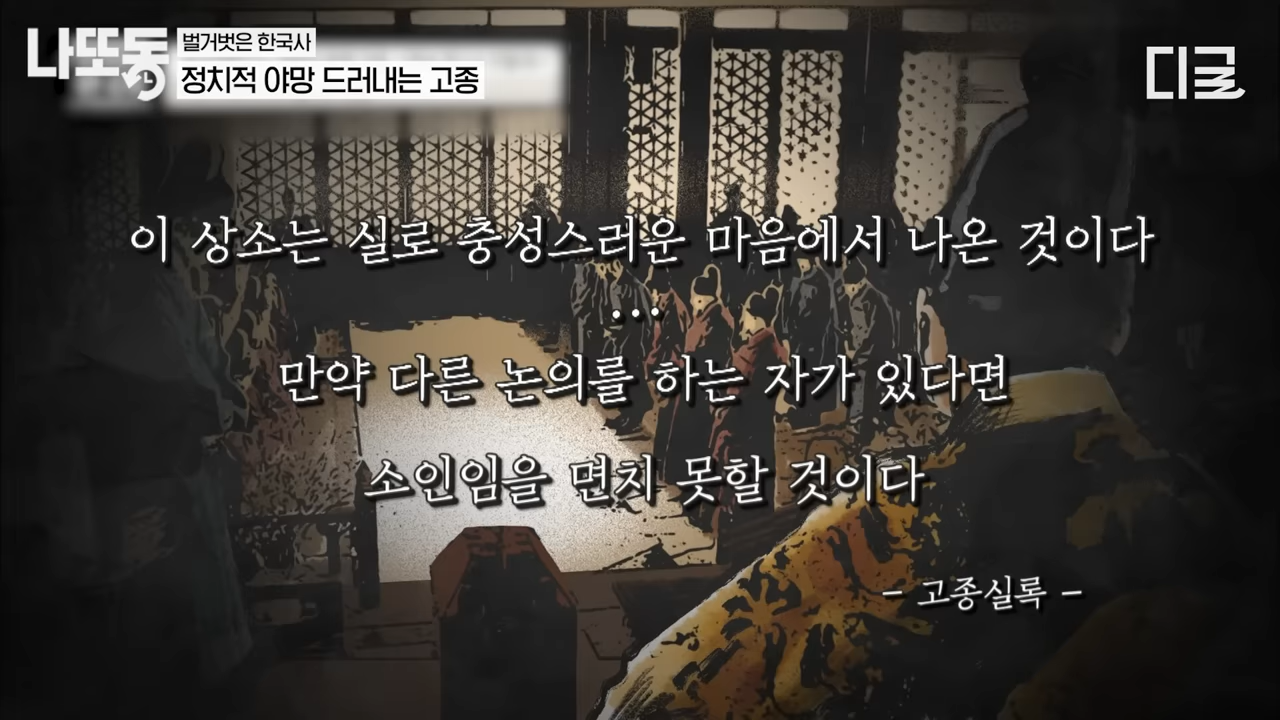 나또동
벌거벗은 한국사
정치적 야망 드러내는 고종
디글
이 상소는 실로 충성스러운 마음에서 나온 것이다
...
만약 다른 논의를 하는 자가 있다면
소인임을 면치 못할 것이다
- 고종실록 -